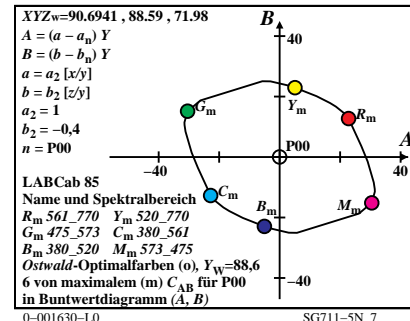 XYZw=90.6941 , 88.59 , 71.98
A = (a – an) Y
B = (b – bn) Y
a = a2 [x/y]
b = b2 [z/y]
a2 = 1
b2 = –0,4
n = P00
LABCab 85
Name und Spektralbereich
Rm 561_770 Ym 520_770
Gm 475_573 Cm 380_561
Bm 380_520 Mm 573_475
Ostwald-Optimalfarben (o), YW=88,6
6 von maximalem (m) CAB für P00
in Buntwertdiagramm (A, B)
B
40
Gm
Ym
Rm
P00
A
–40
40
Cm
Bm
Mm
–40
0–001630–L0
SG711–5N_7